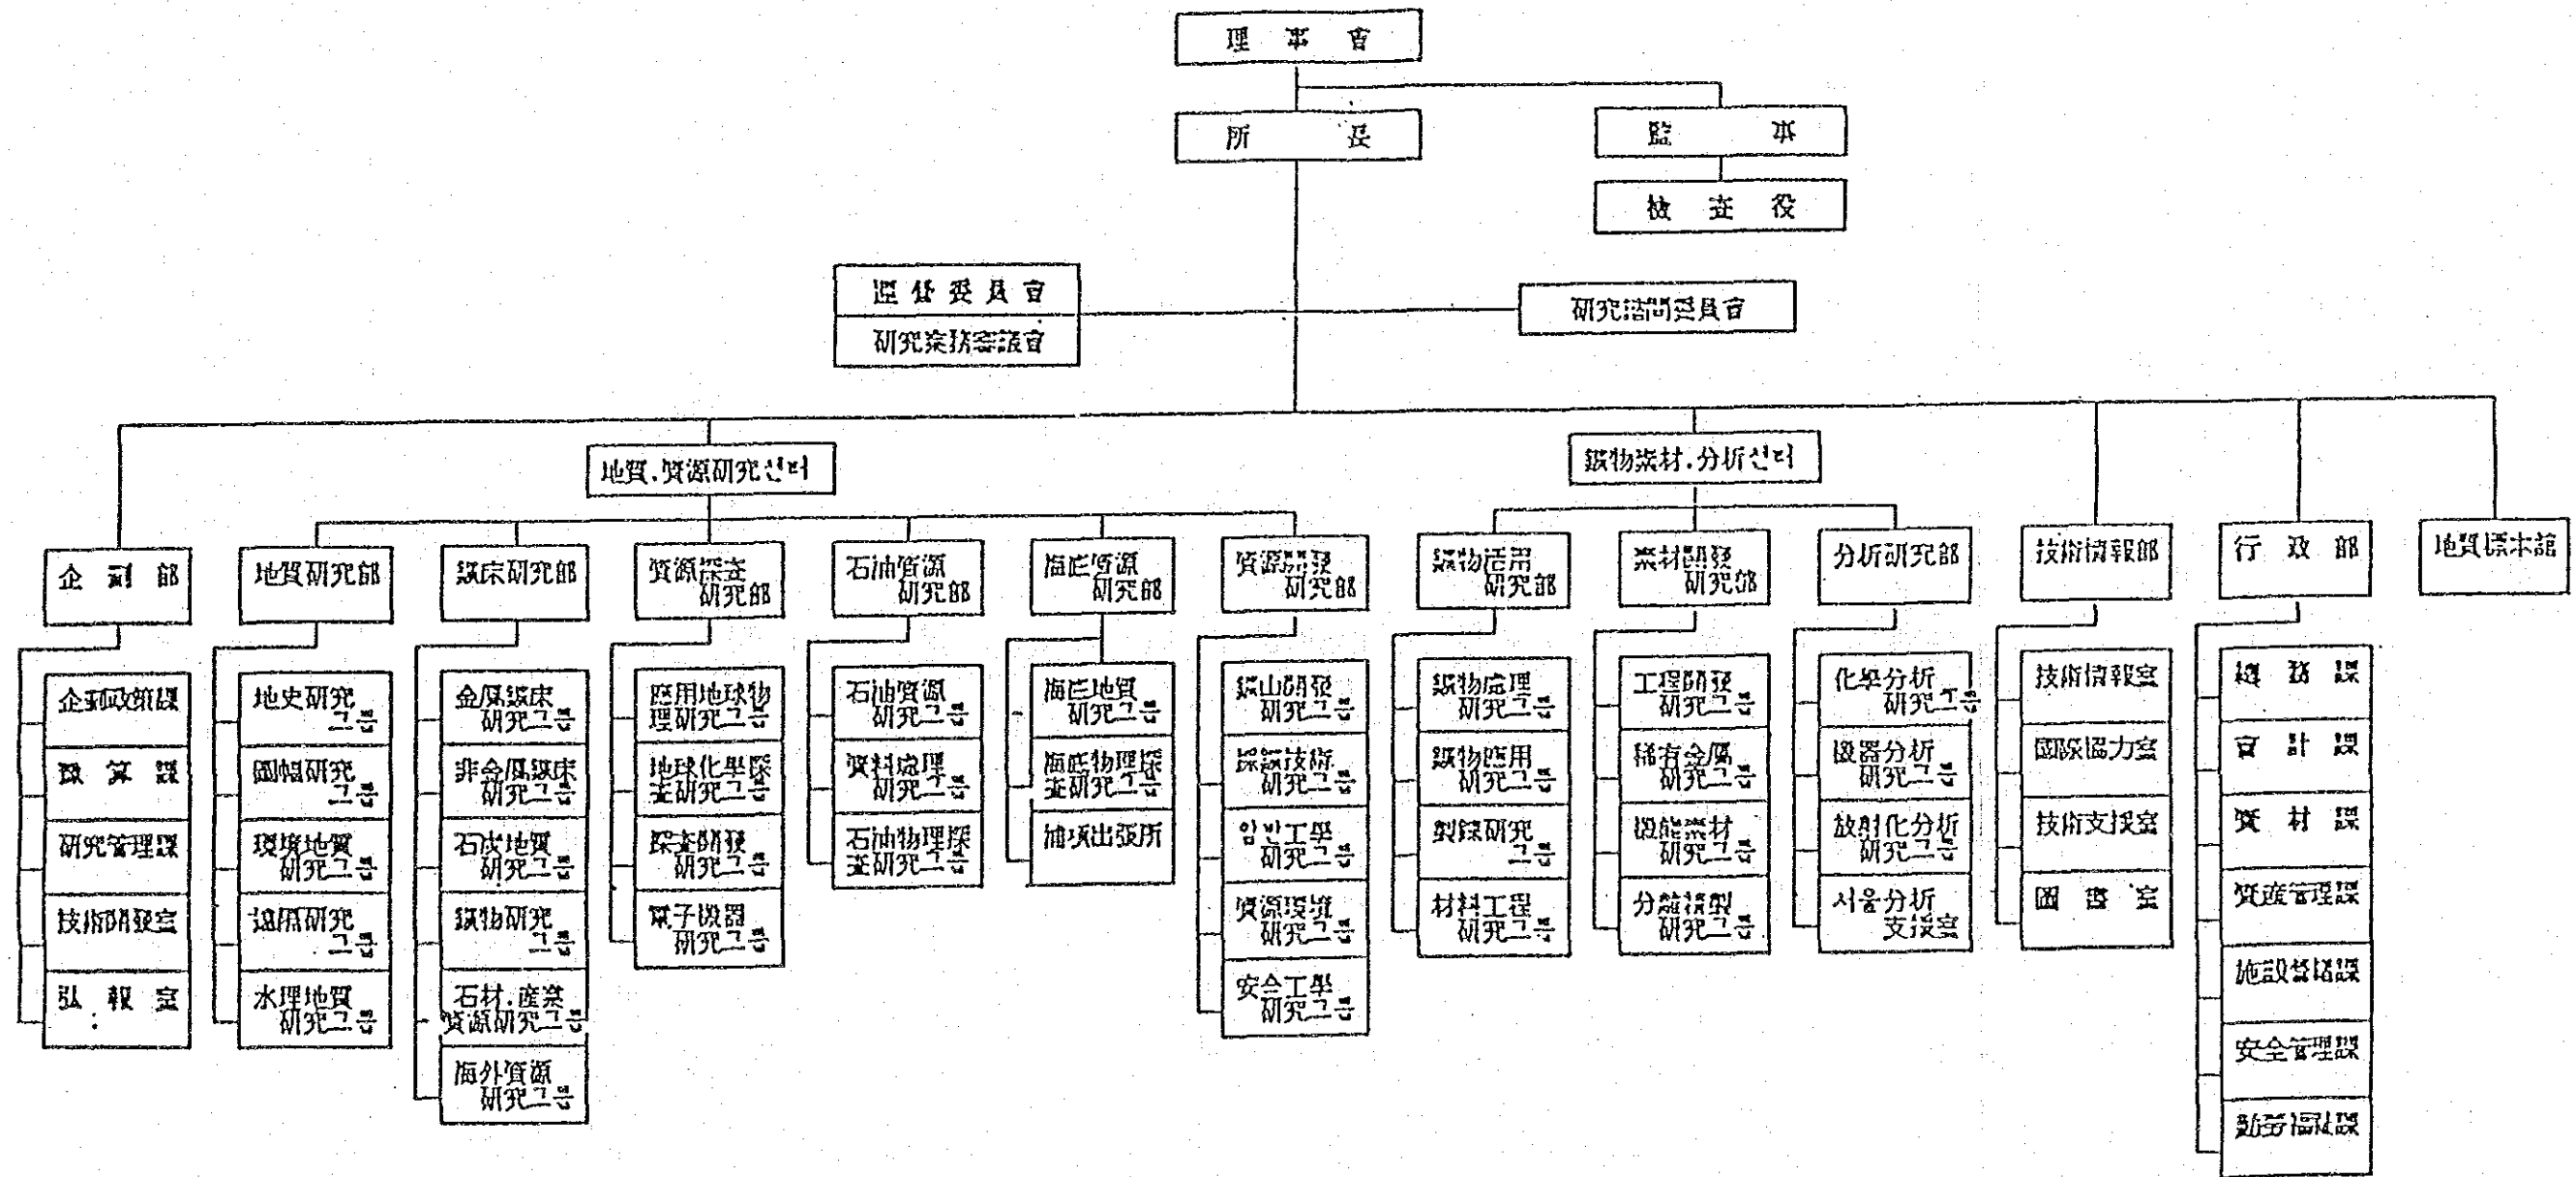 理事會
所長
監事
檢查役
運營委員會
研究業務審議會
研究諮問委員會
地質.資源研究센터
鑛物素材.分析센터
企劃部
地質研究部
鑛床研究部
資源探査
研究部
石油資源
研究部
海底資源
研究部
資源開發
研究部
鑛物活用
研究部
素材開發
研究部
分析研究部
技術情報部
行政部
地質標本館
企劃政策課
豫算課
研究管理課
技術開發室
弘報室
地史研究
그룹
圖幅研究
그룹
環境地質
研究그룹
遠隔研究
그룹
水理地質
研究그룹
金属鑛床
研究그룹
非金属鑛床
研究그룹
石炭地質
研究그룹
鑛物研究
그룹
石材.産業
資源研究그룹
海外資源
研究그룹
應用地球物
理研究그룹
地球化學探
査研究그룹
探査開發
研究그룹
電子機器
研究그룹
石油資源
研究그룹
資料處理
研究그룹
石油物理探
査研究그룹
海底地質
研究그룹
海底物理探
査研究그룹
浦項出張所
鑛山開發
研究그룹
採鑛技術
研究그룹
암반工學
研究그룹
資源環境
研究그룹
安全工學
研究그룹
鑛物處理
研究그룹
鑛物應用
研究그룹
製錬研究
그룹
材料工程
研究그룹
工程開發
研究그룹
稀有金属
研究그룹
機能素材
研究그룹
分離精製
研究그룹
化學分析
研究그룹
機器分析
研究그룹
放射化分析
研究그룹
서울分析
支援室
技術情報室
國際協力室
技術支援室
圖書室
總務課
會計課
資材課
資産管理課
施設營繕課
安全管理課
勤勞福祉課